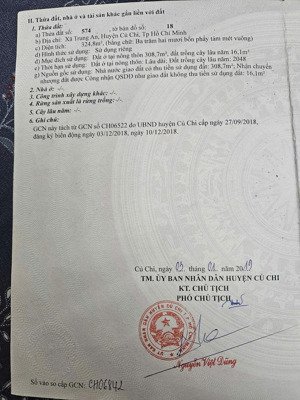 II. Thửa đất, nhà ở và tài sản khác gắn liền với đất
1. Thửa đất:
a) Thửa đất số: 574 , tờ bản đồ số: 18
b) Địa chỉ: Xã Trung An, Huyện Củ Chi, Tp Hồ Chí Minh
c) Diện tích: 324.8m², (bằng chữ: Ba trăm hai mươi bốn phẩy tám mét vuông)
d) Hình thức sử dụng: Sử dụng riêng
đ) Mục đích sử dụng: Đất ở tại nông thôn 308,7m², đất trồng cây lâu năm 16,1m²
e) Thời hạn sử dụng: Đất ở tại nông thôn: Lâu dài. Đất trồng cây lâu năm: 2048
g) Nguồn gốc sử dụng: Nhà nước giao đất có thu tiền sử dụng đất: 308,7m²; Nhận chuyển
nhượng đất được Công nhận QSDĐ như giao đất không thu tiền sử dụng đất: 16,1m²
2. Nhà ở: -/-
3. Công trình xây dựng khác: -/-
4. Rừng sản xuất là rừng trồng: -/-
5. Cây lâu năm: -/-
6. Ghi chú:
GCN này tách từ GCN số CH06522 do UBND huyện Củ Chi cấp ngày 27/09/2018,
đăng ký biến động ngày 03/12/2018, ngày 10/12/2018.
Củ Chi, ngày 03 tháng 01 năm 2019
TM. ỦY BAN NHÂN DÂN HUYỆN CỦ CHI
KT. CHỦ TỊCH
PHÓ CHỦ TỊCH
Nguyễn Việt Dũng
Số vào sổ cấp GCN: CH06842